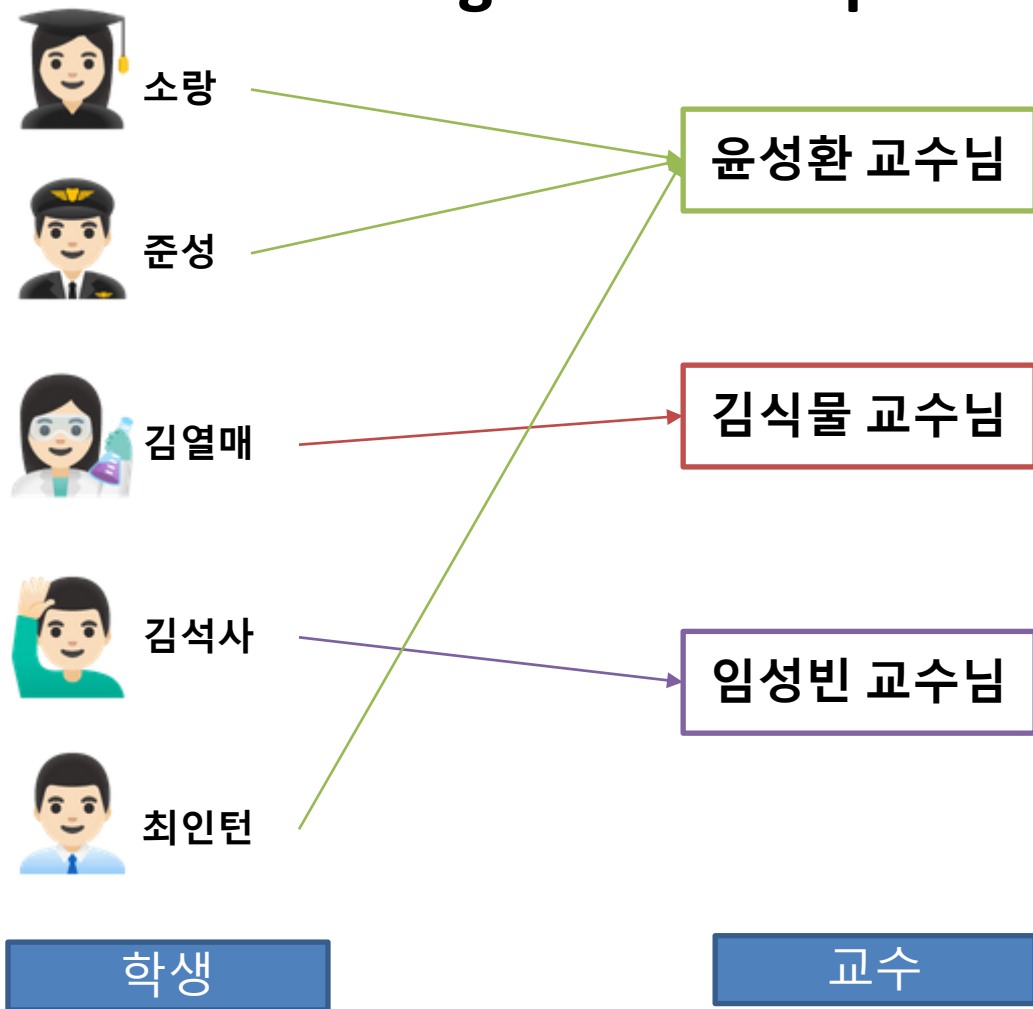 소랑
윤성환 교수님
준성
김열매
김식물 교수님
김석사
임성빈 교수님
최인턴
학생
교수